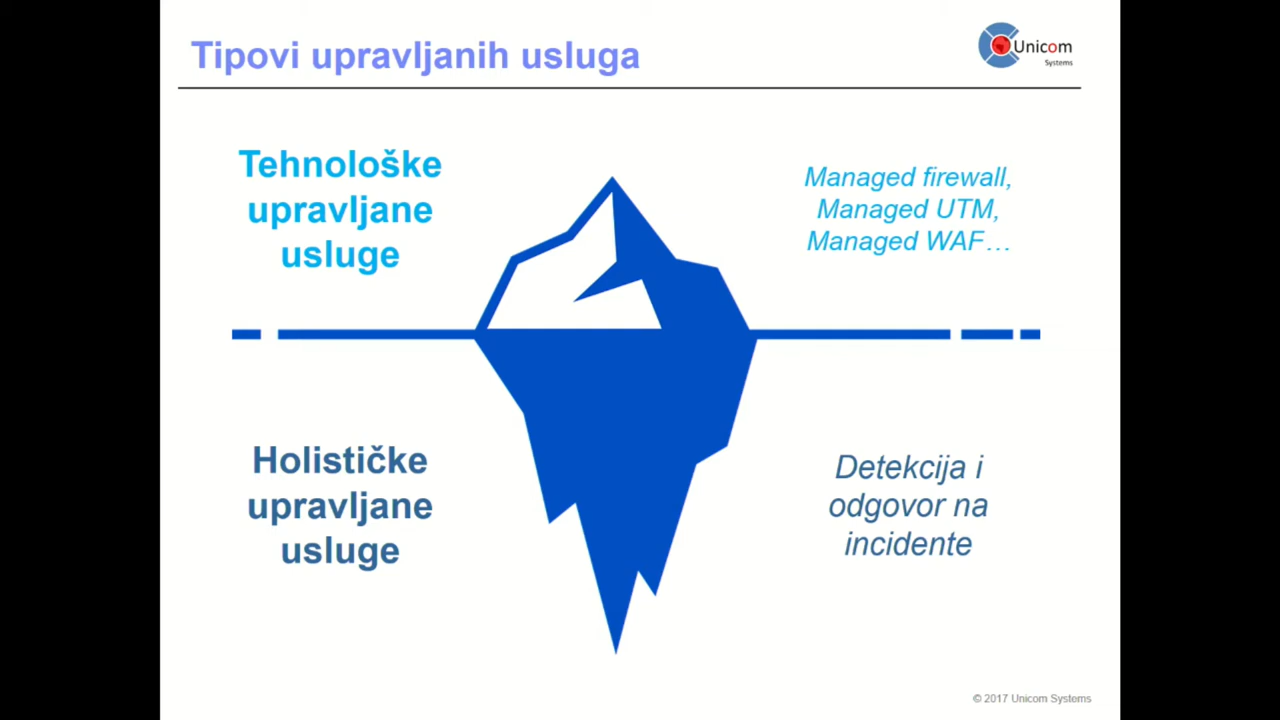 Tipovi upravljanih usluga
Unicom
Systems
Tehnološke
upravljane
usluge
Managed firewall,
Managed UTM,
Managed WAF…
Holističke
upravljane
usluge
Detekcija i
odgovor na
incidente
© 2017 Unicom Systems